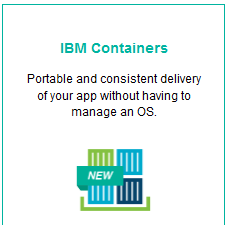 IBM Containers
Portable and consistent delivery
of your app without having to
manage an OS.
NEW